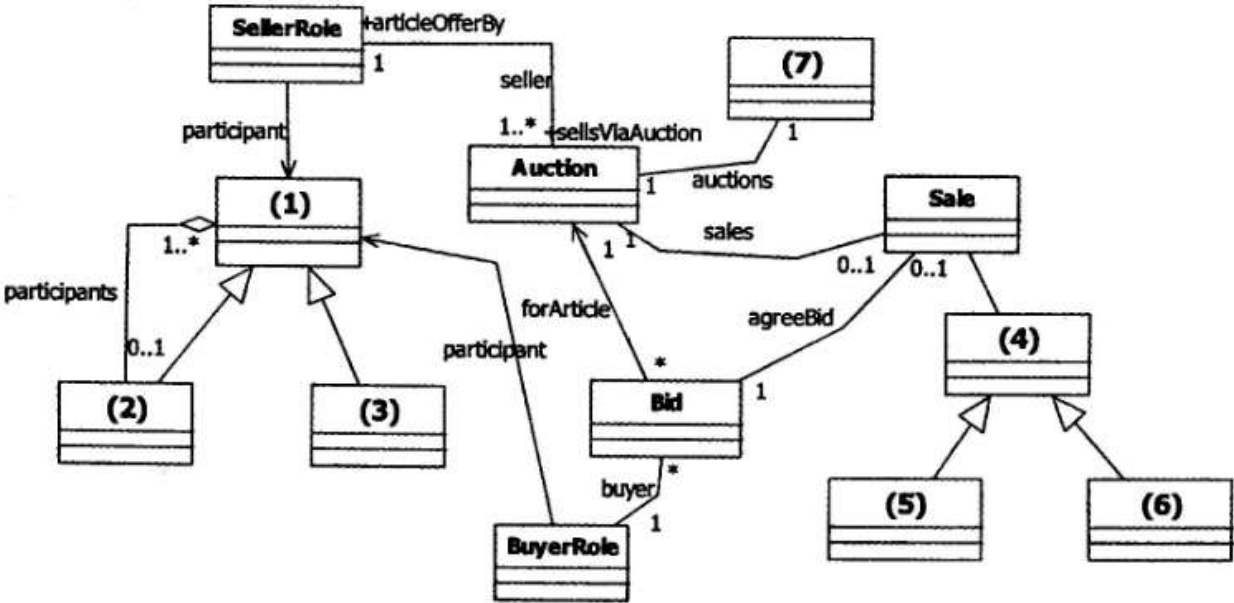 SellerRole
+articleOfferBy
1
(7)
seller
participant
1..*
+sellsViaAuction
1
Auction
1
auctions
(1)
Sale
1..*
1
sales
1
0..1
0..1
participants
forArticle
agreeBid
(4)
0..1
participant
*
(2)
(3)
Bid
1
*
buyer
(5)
(6)
1
BuyerRole